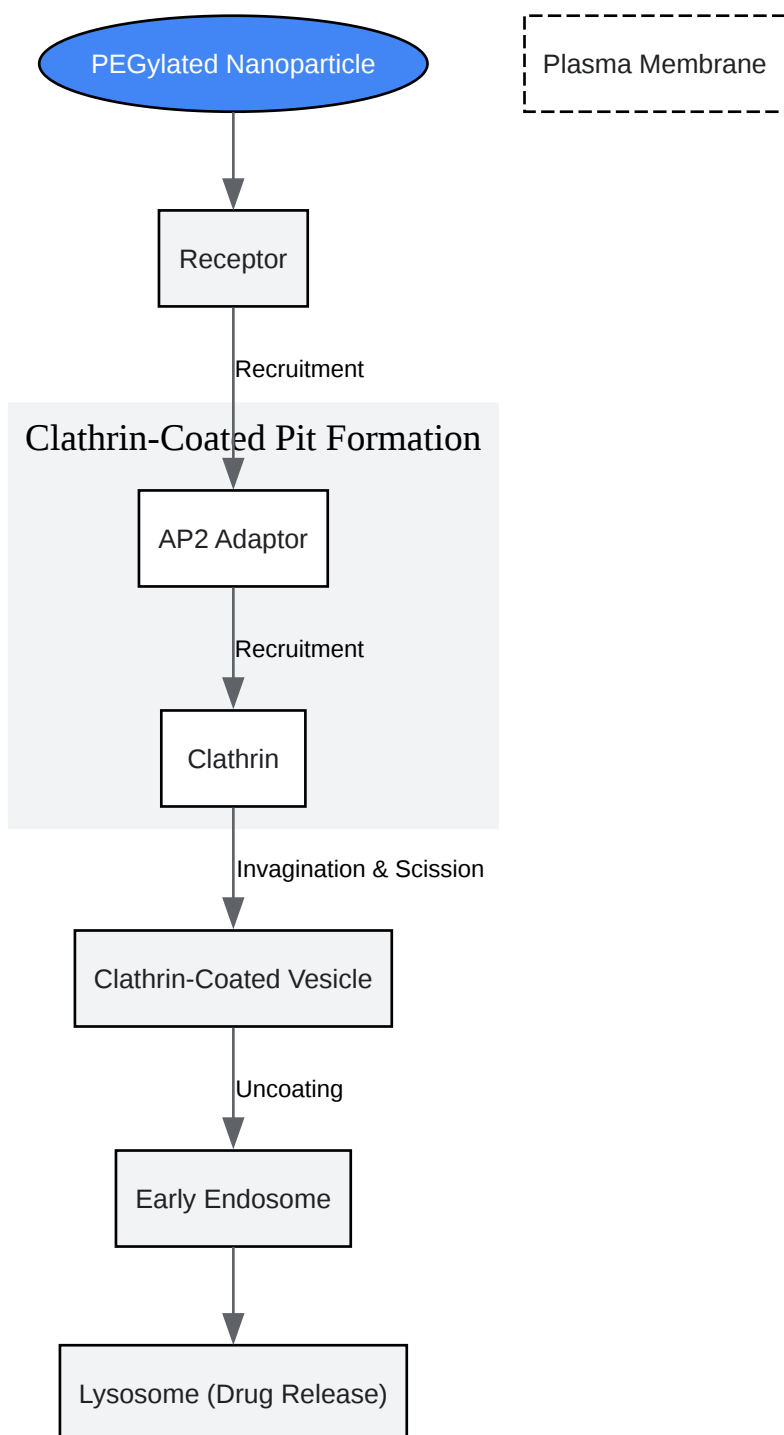 PEGylated Nanoparticle
Plasma Membrane
Receptor
Recruitment
Clathrin-Coated Pit Formation
AP2 Adaptor
Recruitment
Clathrin
Invagination & Scission
Clathrin-Coated Vesicle
Uncoating
Early Endosome
Lysosome (Drug Release)